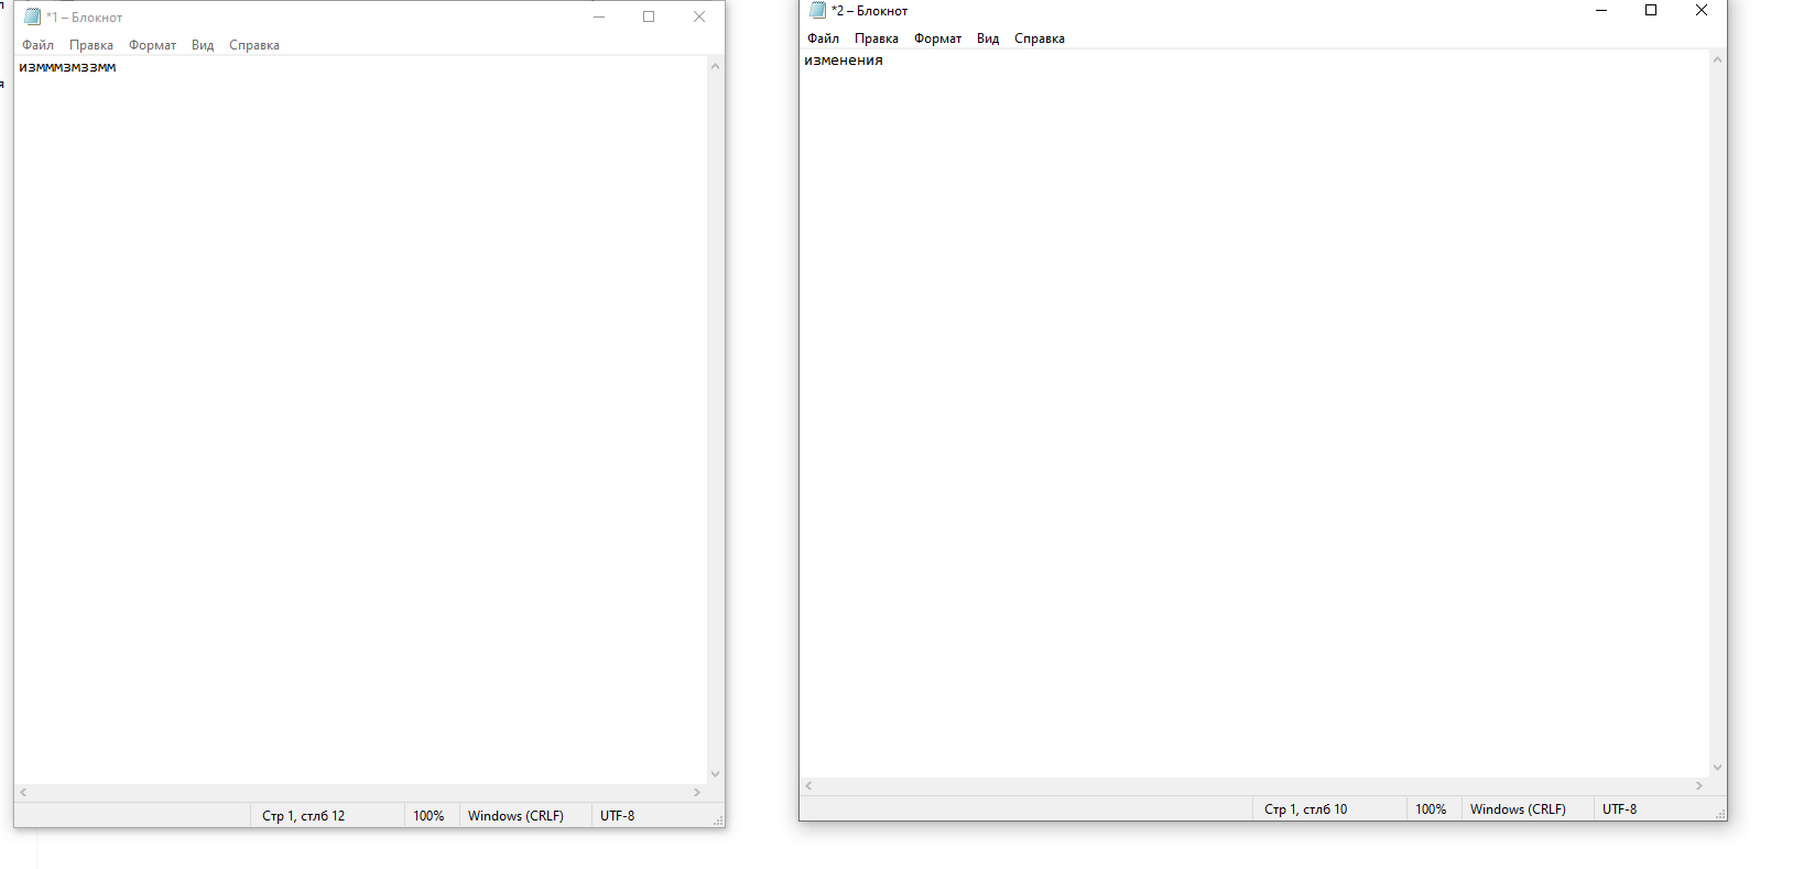 *1 – Блокнот
Файл Правка Формат Вид Справка
измммзмззмм
Стр 1, стлб 12 100% Windows (CRLF) UTF-8
*2 – Блокнот
Файл Правка Формат Вид Справка
изменения
Стр 1, стлб 10 100% Windows (CRLF) UTF-8